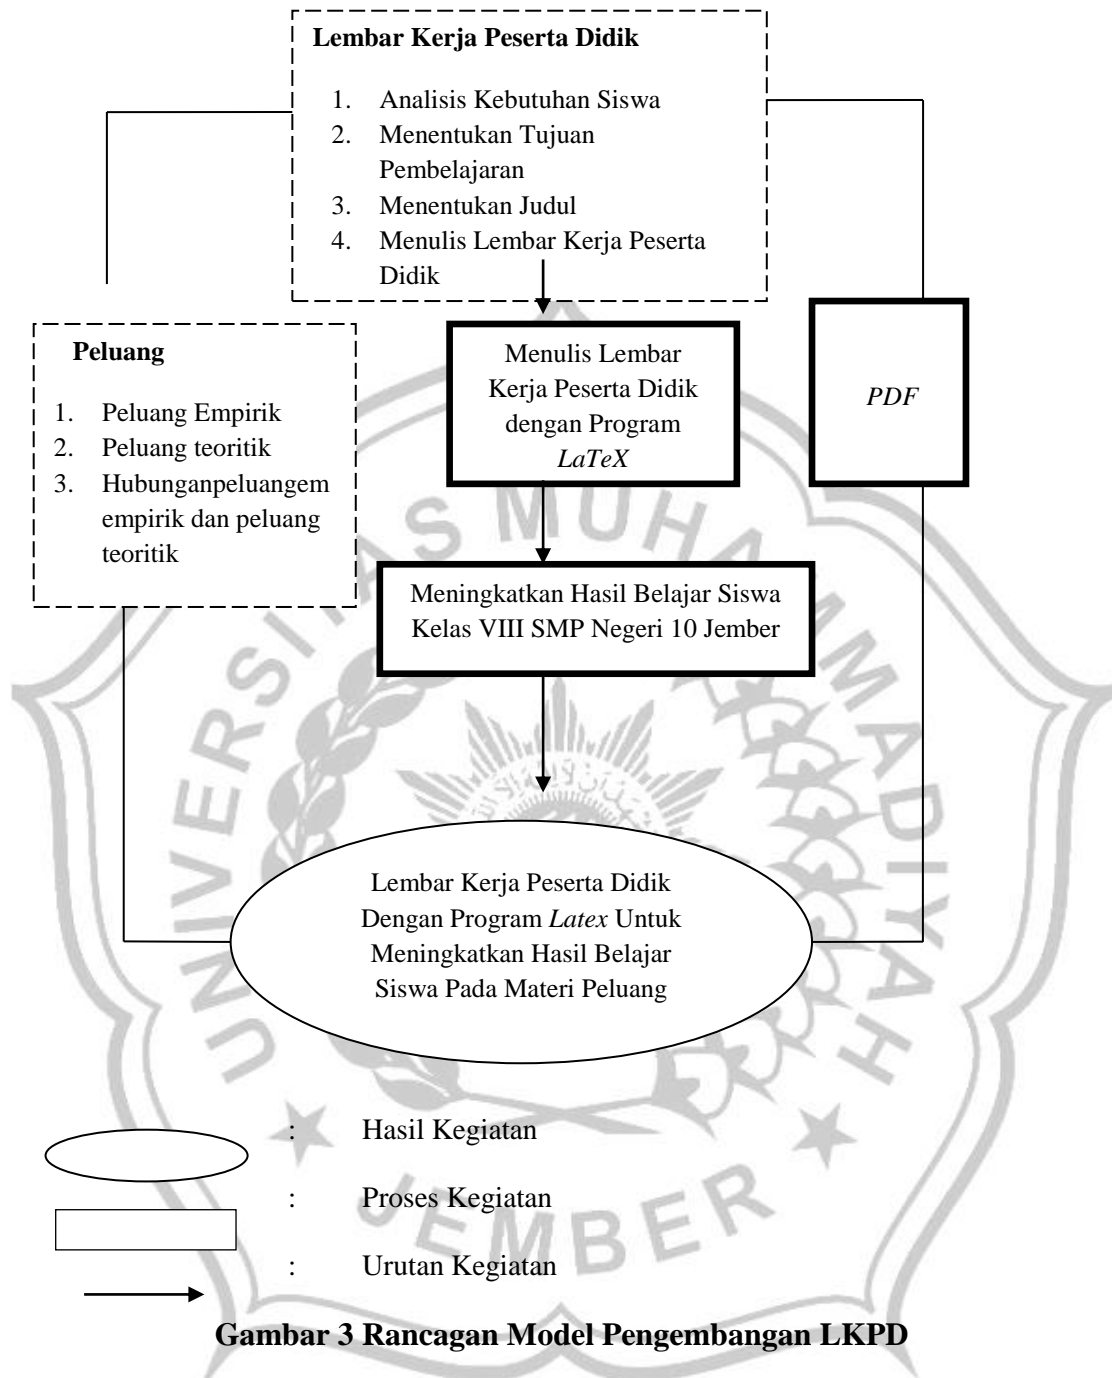 Lembar Kerja Peserta Didik
1. Analisis Kebutuhan Siswa
2. Menentukan Tujuan
Pembelajaran
3. Menentukan Judul
4. Menulis Lembar Kerja Peserta
Didik
Peluang
1. Peluang Empirik
2. Peluang teoritik
3. Hubunganpeluangem
empirik dan peluang
teoritik
Menulis Lembar
Kerja Peserta Didik
dengan Program
LaTeX
PDF
Meningkatkan Hasil Belajar Siswa
Kelas VIII SMP Negeri 10 Jember
Lembar Kerja Peserta Didik
Dengan Program Latex Untuk
Meningkatkan Hasil Belajar
Siswa Pada Materi Peluang
: Hasil Kegiatan
: Proses Kegiatan
: Urutan Kegiatan
Gambar 3 Rancagan Model Pengembangan LKPD
UNIVERSITAS MUHAMMADIYAH
JEMBER